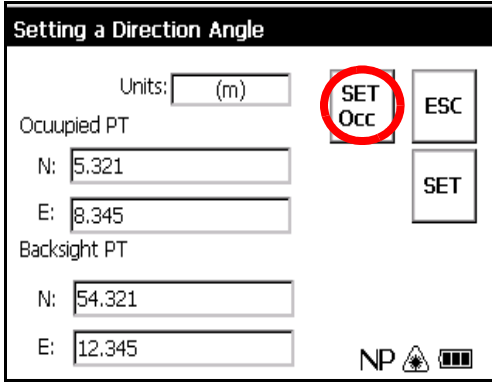 Setting a Direction Angle
Units: (m)
SET Occ
ESC
Ocuupied PT
N: 5.321
SET
E: 8.345
Backsight PT
N: 54.321
E: 12.345
NP